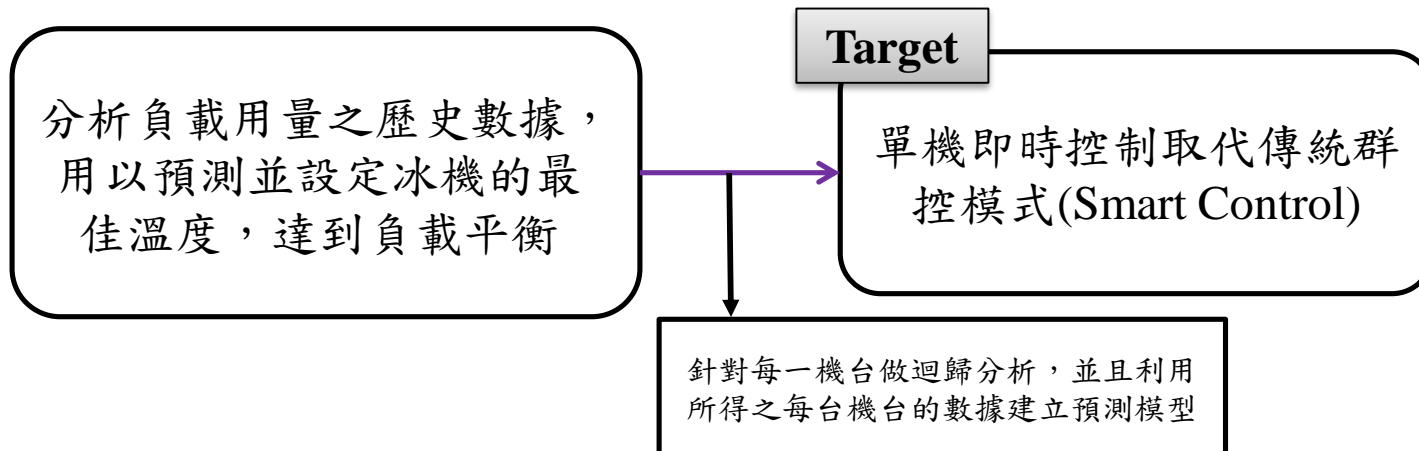 分析負載用量之歷史數據，
用以預測並設定冰機的最
佳溫度，達到負載平衡
Target
單機即時控制取代傳統群
控模式(Smart Control)
針對每一機台做迴歸分析，並且利用
所得之每台機台的數據建立預測模型